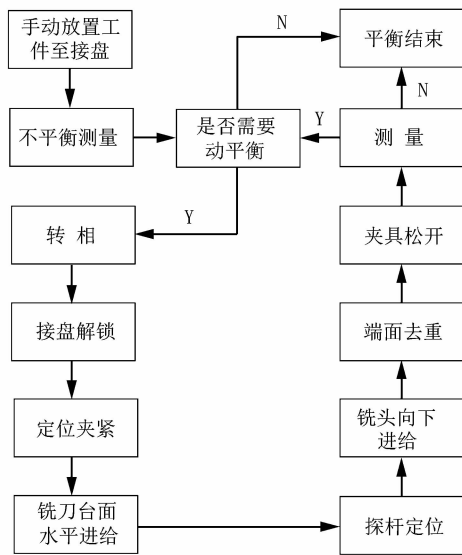 手动放置工
件至接盘
不平衡测量
是否需要
动平衡
N
平衡结束
N
Y
测 量
Y
转 相
夹具松开
接盘解锁
端面去重
定位夹紧
铣头向下
进给
铣刀台面
水平进给
探杆定位